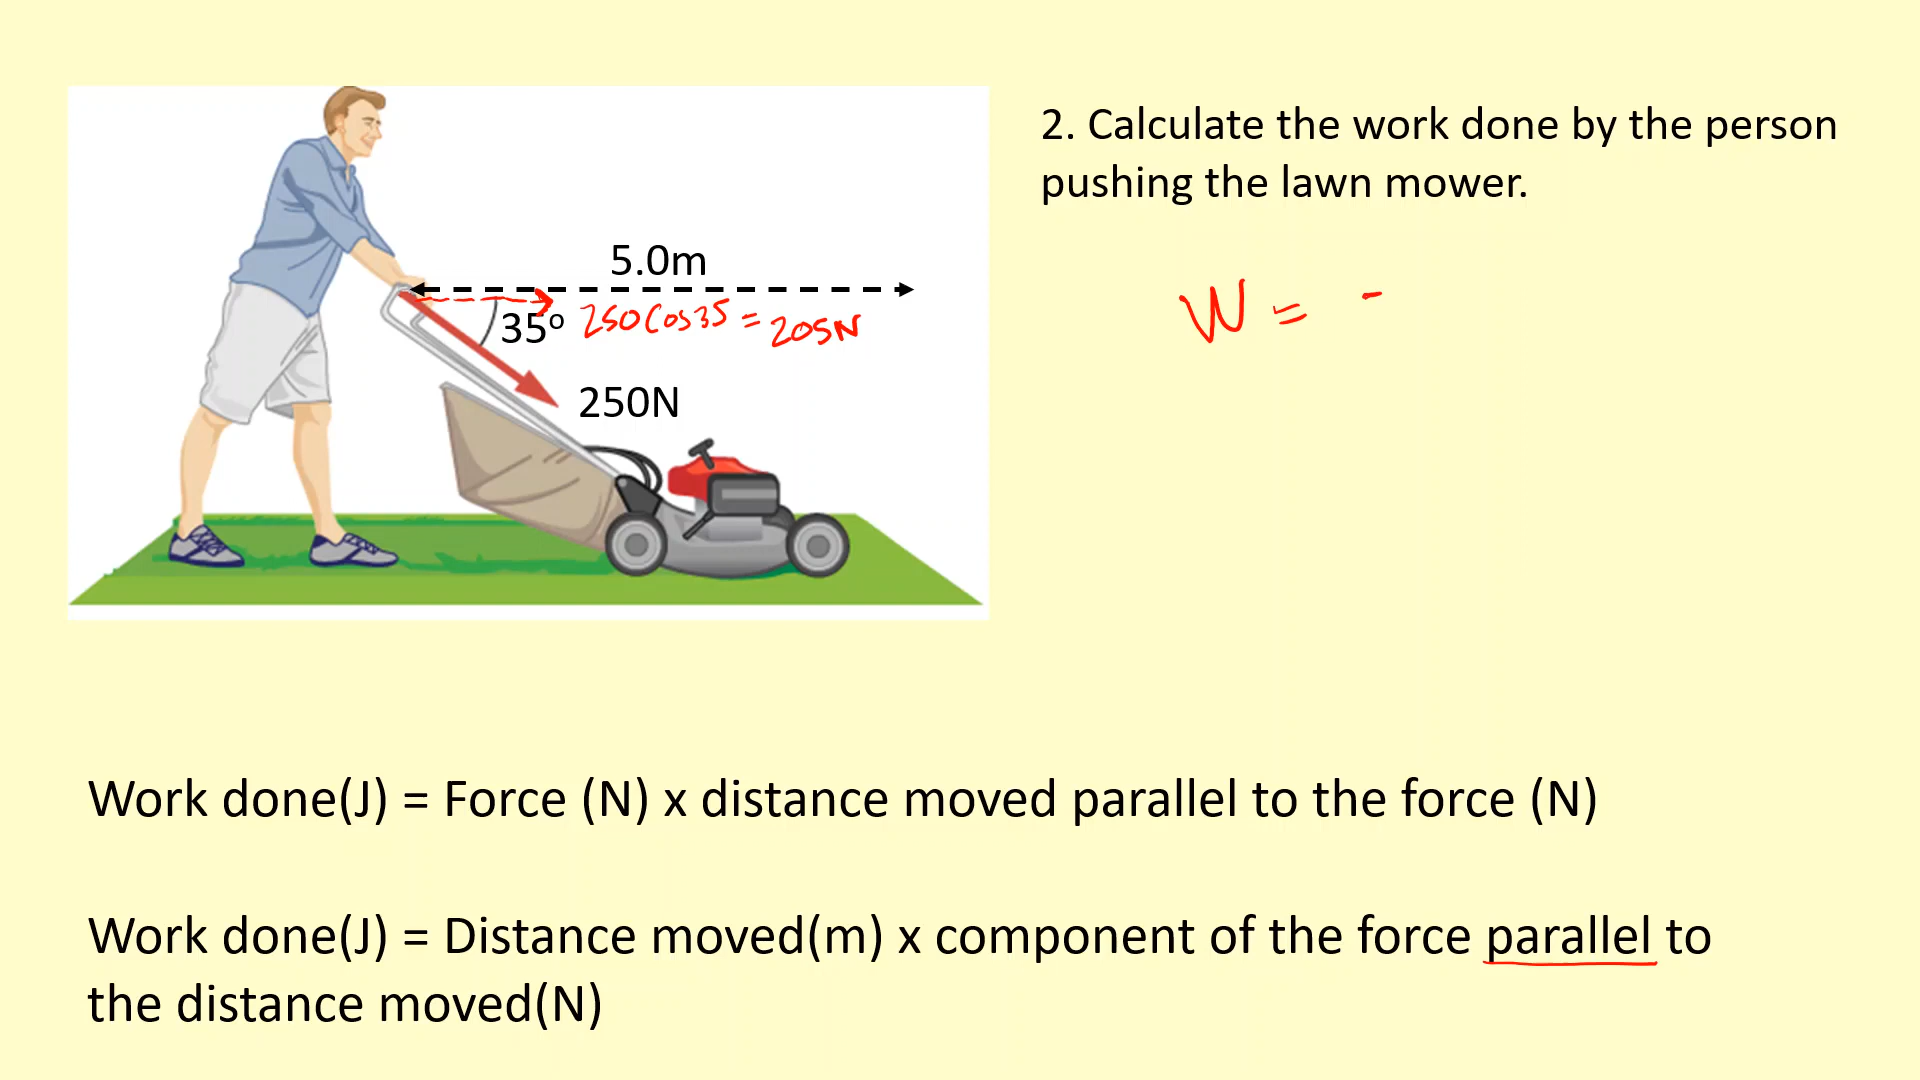 2. Calculate the work done by the person
pushing the lawn mower.
5.0m
35° 250Cos35 = 205N
250N
W =
Work done(J) = Force (N) x distance moved parallel to the force (N)
Work done(J) = Distance moved(m) x component of the force parallel to
the distance moved(N)